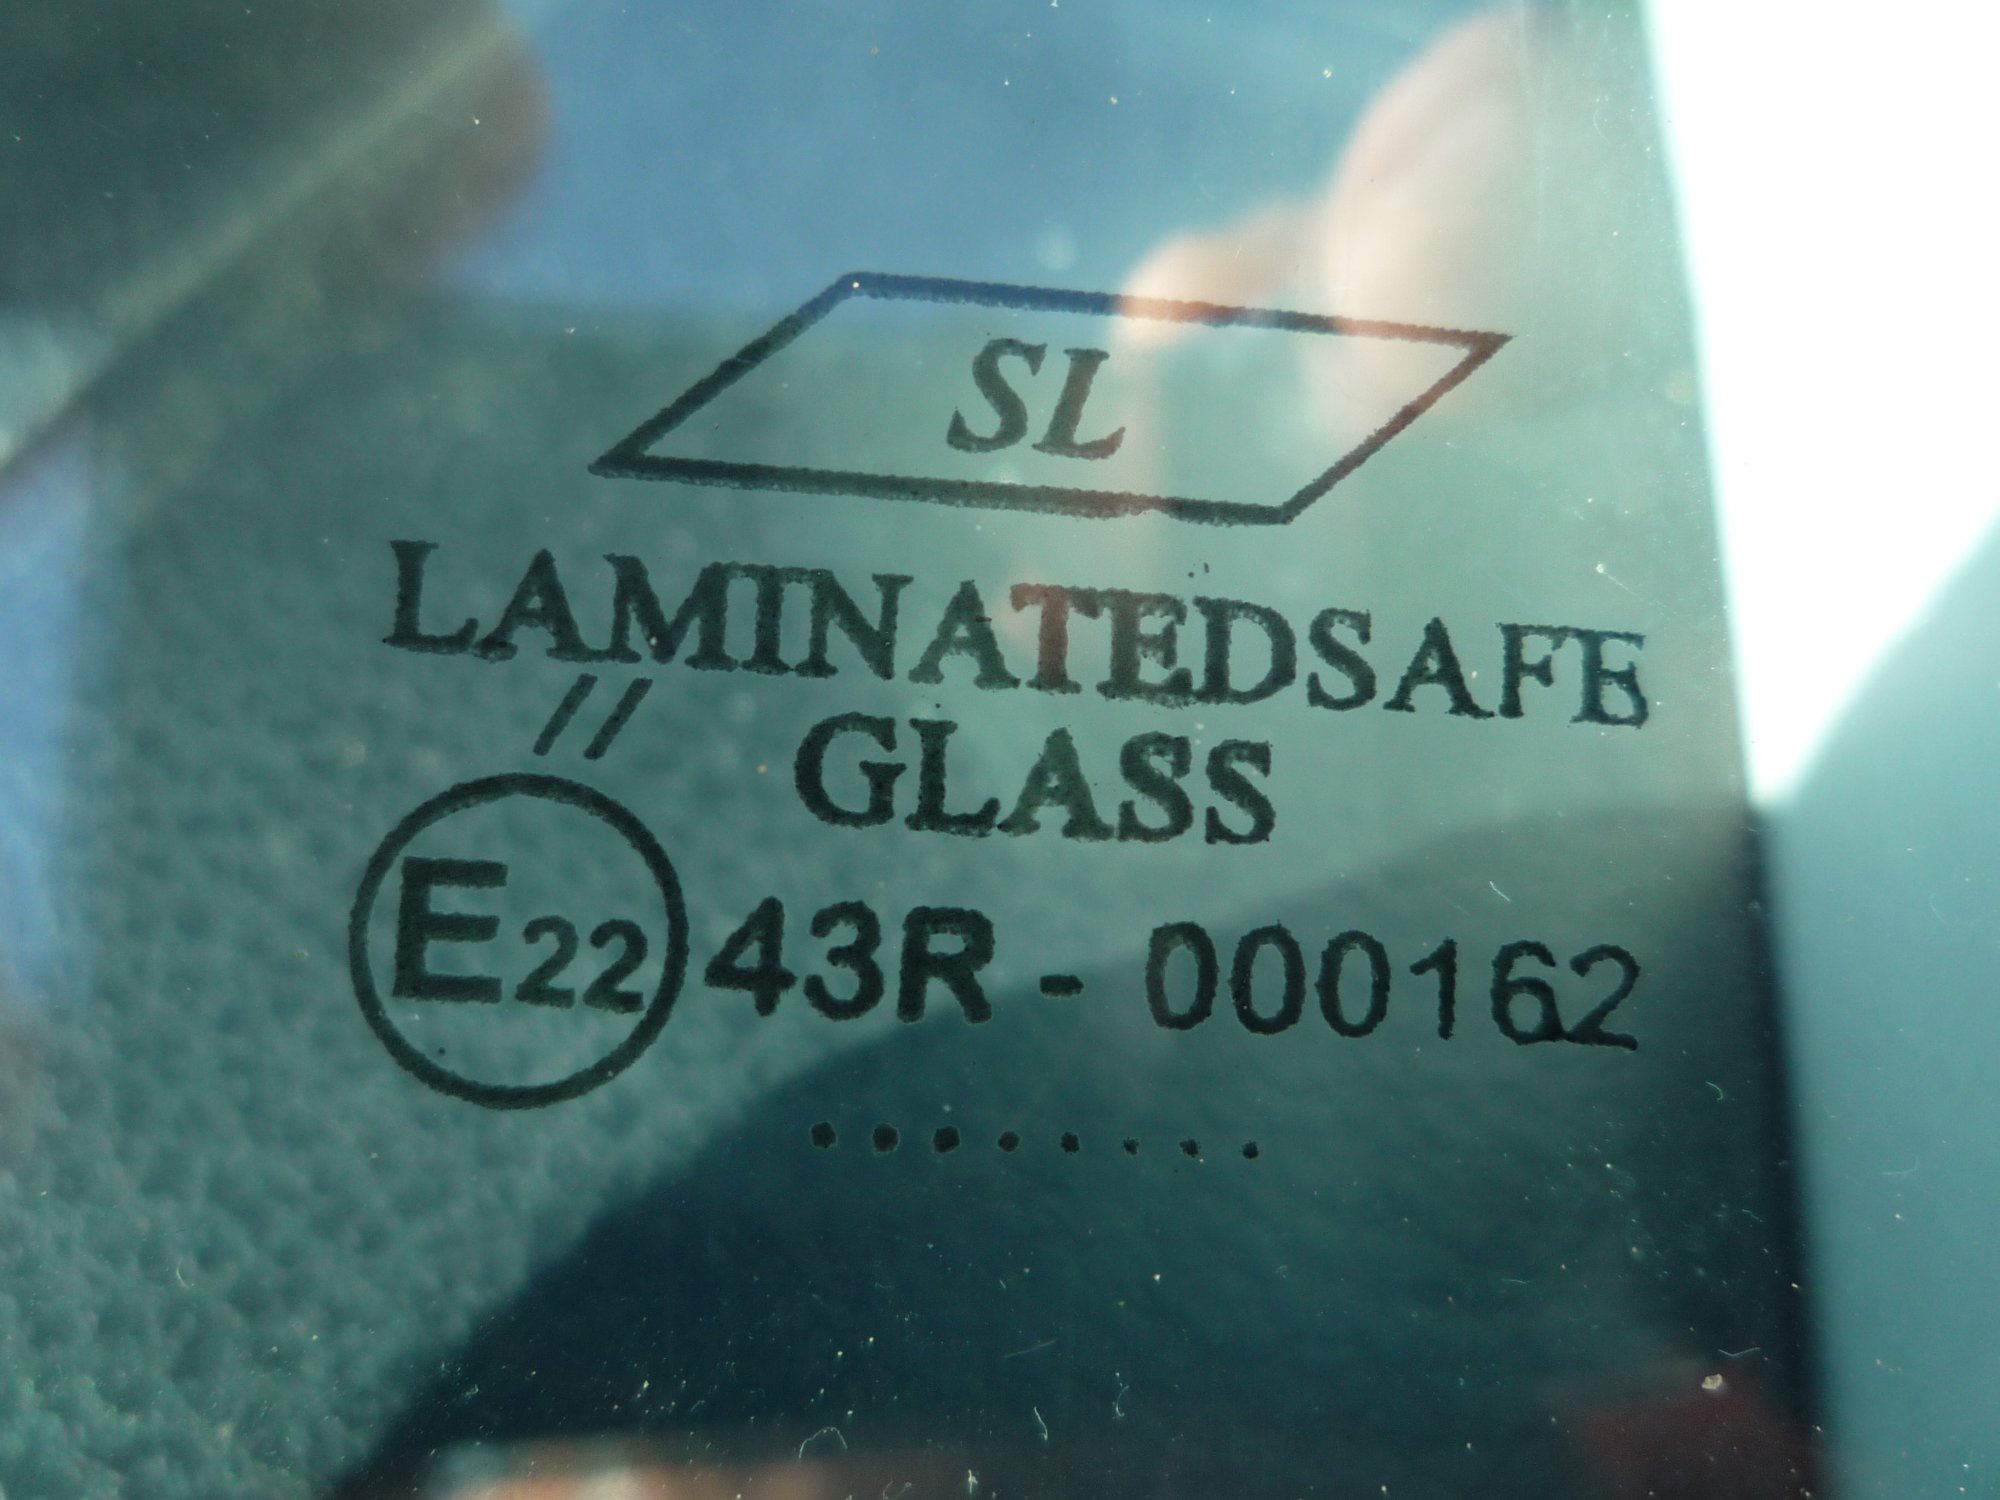 SL
LAMINATEDSAFE
//
GLASS
E22 43R - 000162
. . . . . . . .